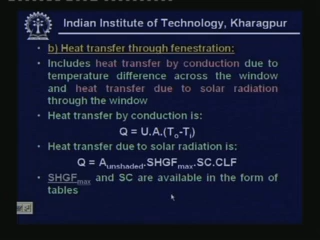 Indian Institute of Technology, Kharagpur
• b) Heat transfer through fenestration:
• Includes heat transfer by conduction due to
temperature difference across the window
and heat transfer due to solar radiation
through the window
• Heat transfer by conduction is:
Q = U.A.(To-Ti)
• Heat transfer due to solar radiation is:
Q = Aunshaded.SHGFmax.SC.CLF
• SHGFmax and SC are available in the form of
tables